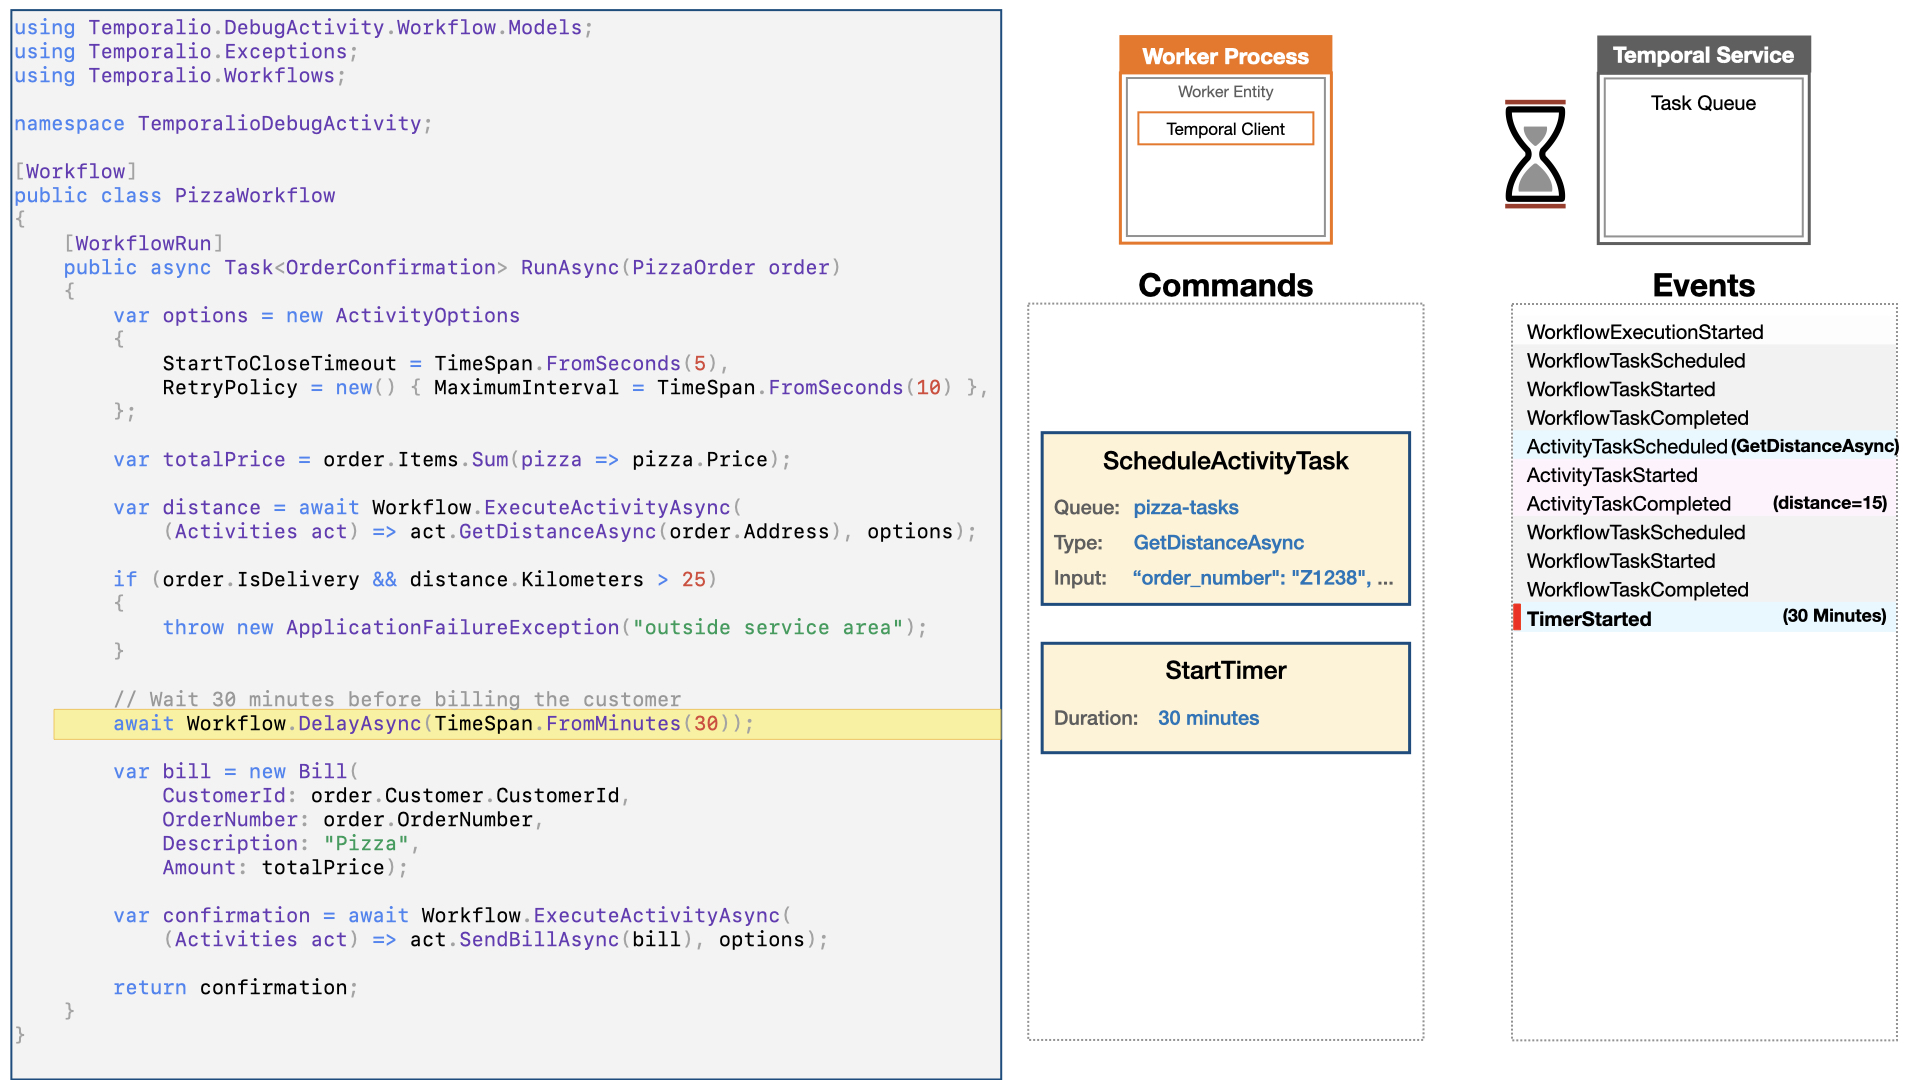 using Temporalio.DebugActivity.Workflow.Models;
using Temporalio.Exceptions;
using Temporalio.Workflows;
namespace TemporalioDebugActivity;
[Workflow]
public class PizzaWorkflow
{
[WorkflowRun]
public async Task<OrderConfirmation> RunAsync(PizzaOrder order)
{
var options = new ActivityOptions
{
StartToCloseTimeout = TimeSpan.FromSeconds(5),
RetryPolicy = new() { MaximumInterval = TimeSpan.FromSeconds(10) },
};
var totalPrice = order.Items.Sum(pizza => pizza.Price);
var distance = await Workflow.ExecuteActivityAsync(
(Activities act) => act.GetDistanceAsync(order.Address), options);
if (order.IsDelivery && distance.Kilometers > 25)
{
throw new ApplicationFailureException("outside service area");
}
// Wait 30 minutes before billing the customer
await Workflow.DelayAsync(TimeSpan.FromMinutes(30));
var bill = new Bill(
CustomerId: order.Customer.CustomerId,
OrderNumber: order.OrderNumber,
Description: "Pizza",
Amount: totalPrice);
var confirmation = await Workflow.ExecuteActivityAsync(
(Activities act) => act.SendBillAsync(bill), options);
return confirmation;
}
}
Worker Process
Worker Entity
Temporal Client
Commands
ScheduleActivityTask
Queue: pizza-tasks
Type: GetDistanceAsync
Input: “order_number": "Z1238", ...
StartTimer
Duration: 30 minutes
Temporal Service
Task Queue
Events
WorkflowExecutionStarted
WorkflowTaskScheduled
WorkflowTaskStarted
WorkflowTaskCompleted
ActivityTaskScheduled (GetDistanceAsync)
ActivityTaskStarted
ActivityTaskCompleted (distance=15)
WorkflowTaskScheduled
WorkflowTaskStarted
WorkflowTaskCompleted
TimerStarted (30 Minutes)